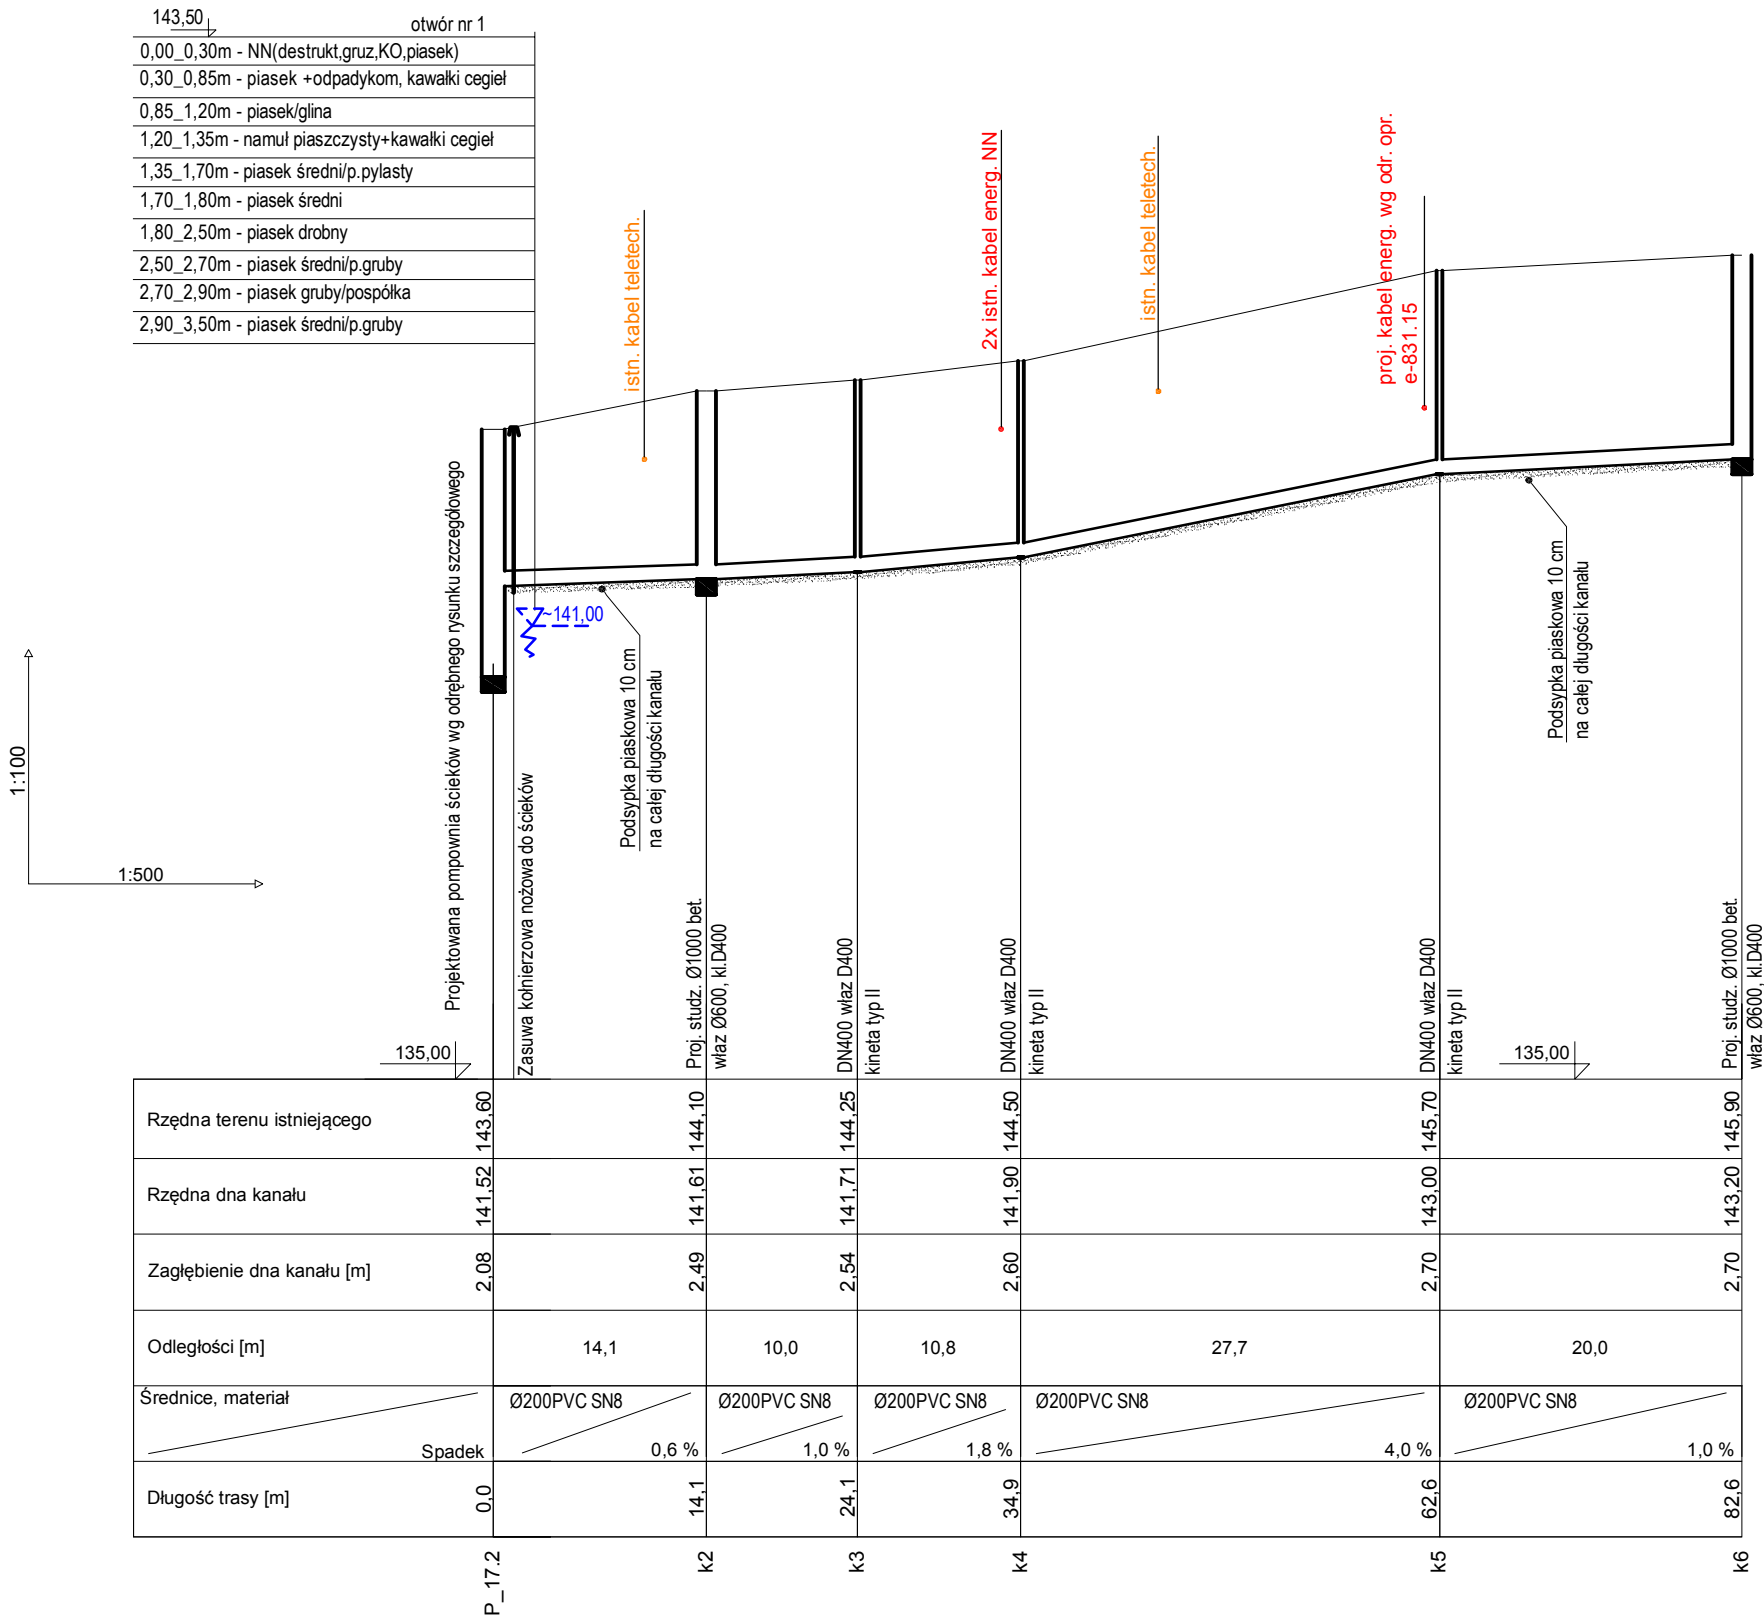 143,50
otwór nr 1
0,00_0,30m - NN(destrukt,gruz,KO,piasek)
0,30_0,85m - piasek +odpadykom, kawałki cegieł
0,85_1,20m - piasek/glina
1,20_1,35m - namuł piaszczysty+kawałki cegieł
1,35_1,70m - piasek średni/p.pylasty
1,70_1,80m - piasek średni
1,80_2,50m - piasek drobny
2,50_2,70m - piasek średni/p.gruby
2,70_2,90m - piasek gruby/pospółka
2,90_3,50m - piasek średni/p.gruby
istn. kabel teletech.
2x istn. kabel energ. NN
istn. kabel teletech.
proj. kabel energ. wg odr. opr.
e-831.15
~141,00
1:100
1:500
Projektowana pompownia ścieków wg odrębnego rysunku szczegółowego
Zasuwa kołnierzowa nożowa do ścieków
Podsypka piaskowa 10 cm
na całej długości kanału
Podsypka piaskowa 10 cm
na całej długości kanału
Proj. studz. Ø1000 bet.
właz Ø600, kl.D400
DN400 właz D400
kineta typ II
DN400 właz D400
kineta typ II
DN400 właz D400
kineta typ II
Proj. studz. Ø1000 bet.
właz Ø600, kl.D400
135,00
135,00
Rzędna terenu istniejącego
143,60
144,10
144,25
144,50
145,70
145,90
Rzędna dna kanału
141,52
141,61
141,71
141,90
143,00
143,20
Zagłębienie dna kanału [m]
2,08
2,49
2,54
2,60
2,70
2,70
Odległości [m]
14,1
10,0
10,8
27,7
20,0
Średnice, materiał
Ø200PVC SN8
Ø200PVC SN8
Ø200PVC SN8
Ø200PVC SN8
Ø200PVC SN8
Spadek
0,6 %
1,0 %
1,8 %
4,0 %
1,0 %
Długość trasy [m]
0,0
14,1
24,1
34,9
62,6
82,6
P_17.2
k2
k3
k4
k5
k6